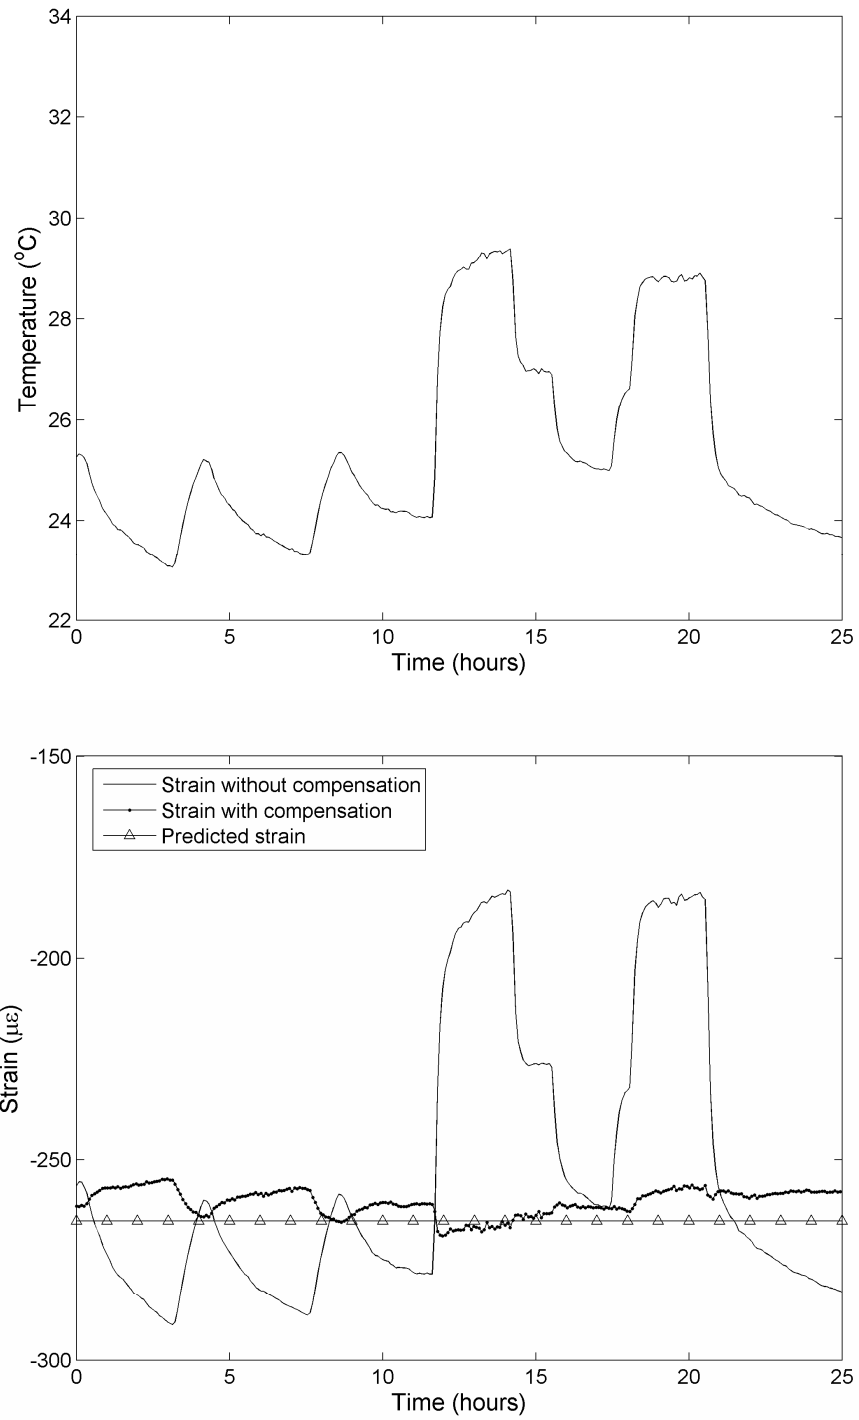 34
32
30
28
26
24
22
Temperature (°C)
0 5 10 15 20 25
Time (hours)
-150
-200
-250
-300
Strain (µε)
Strain without compensation
Strain with compensation
Predicted strain
0 5 10 15 20 25
Time (hours)